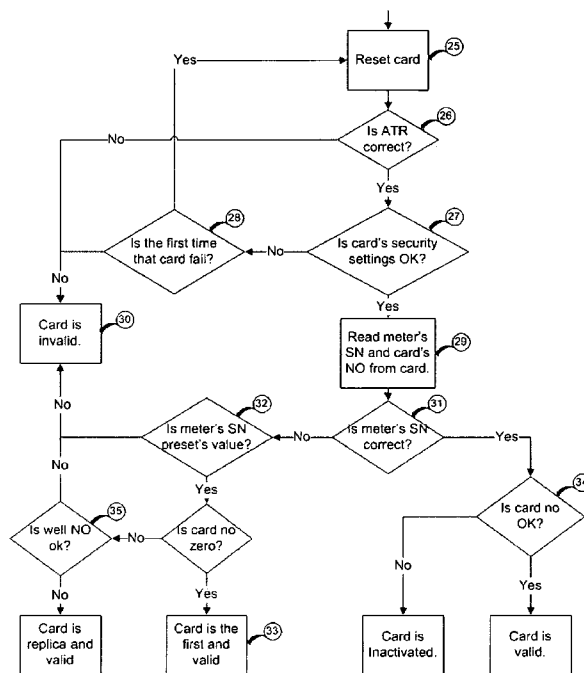 Reset card
25
Yes
Is ATR
correct?
26
No
Yes
Is the first time
that card fail?
28
No
Is card's security
settings OK?
27
No
Yes
Card is
invalid.
30
Read meter's
SN and card's
NO from card.
29
No
Is meter's SN
preset's value?
32
No
Is meter's SN
correct?
31
Yes
No
Yes
Is well NO
ok?
35
No
Is card no
zero?
Is card no
OK?
34
No
Yes
No
Yes
Card is
replica and
valid
Card is the
first and
valid
33
Card is
Inactivated.
Card is
valid.